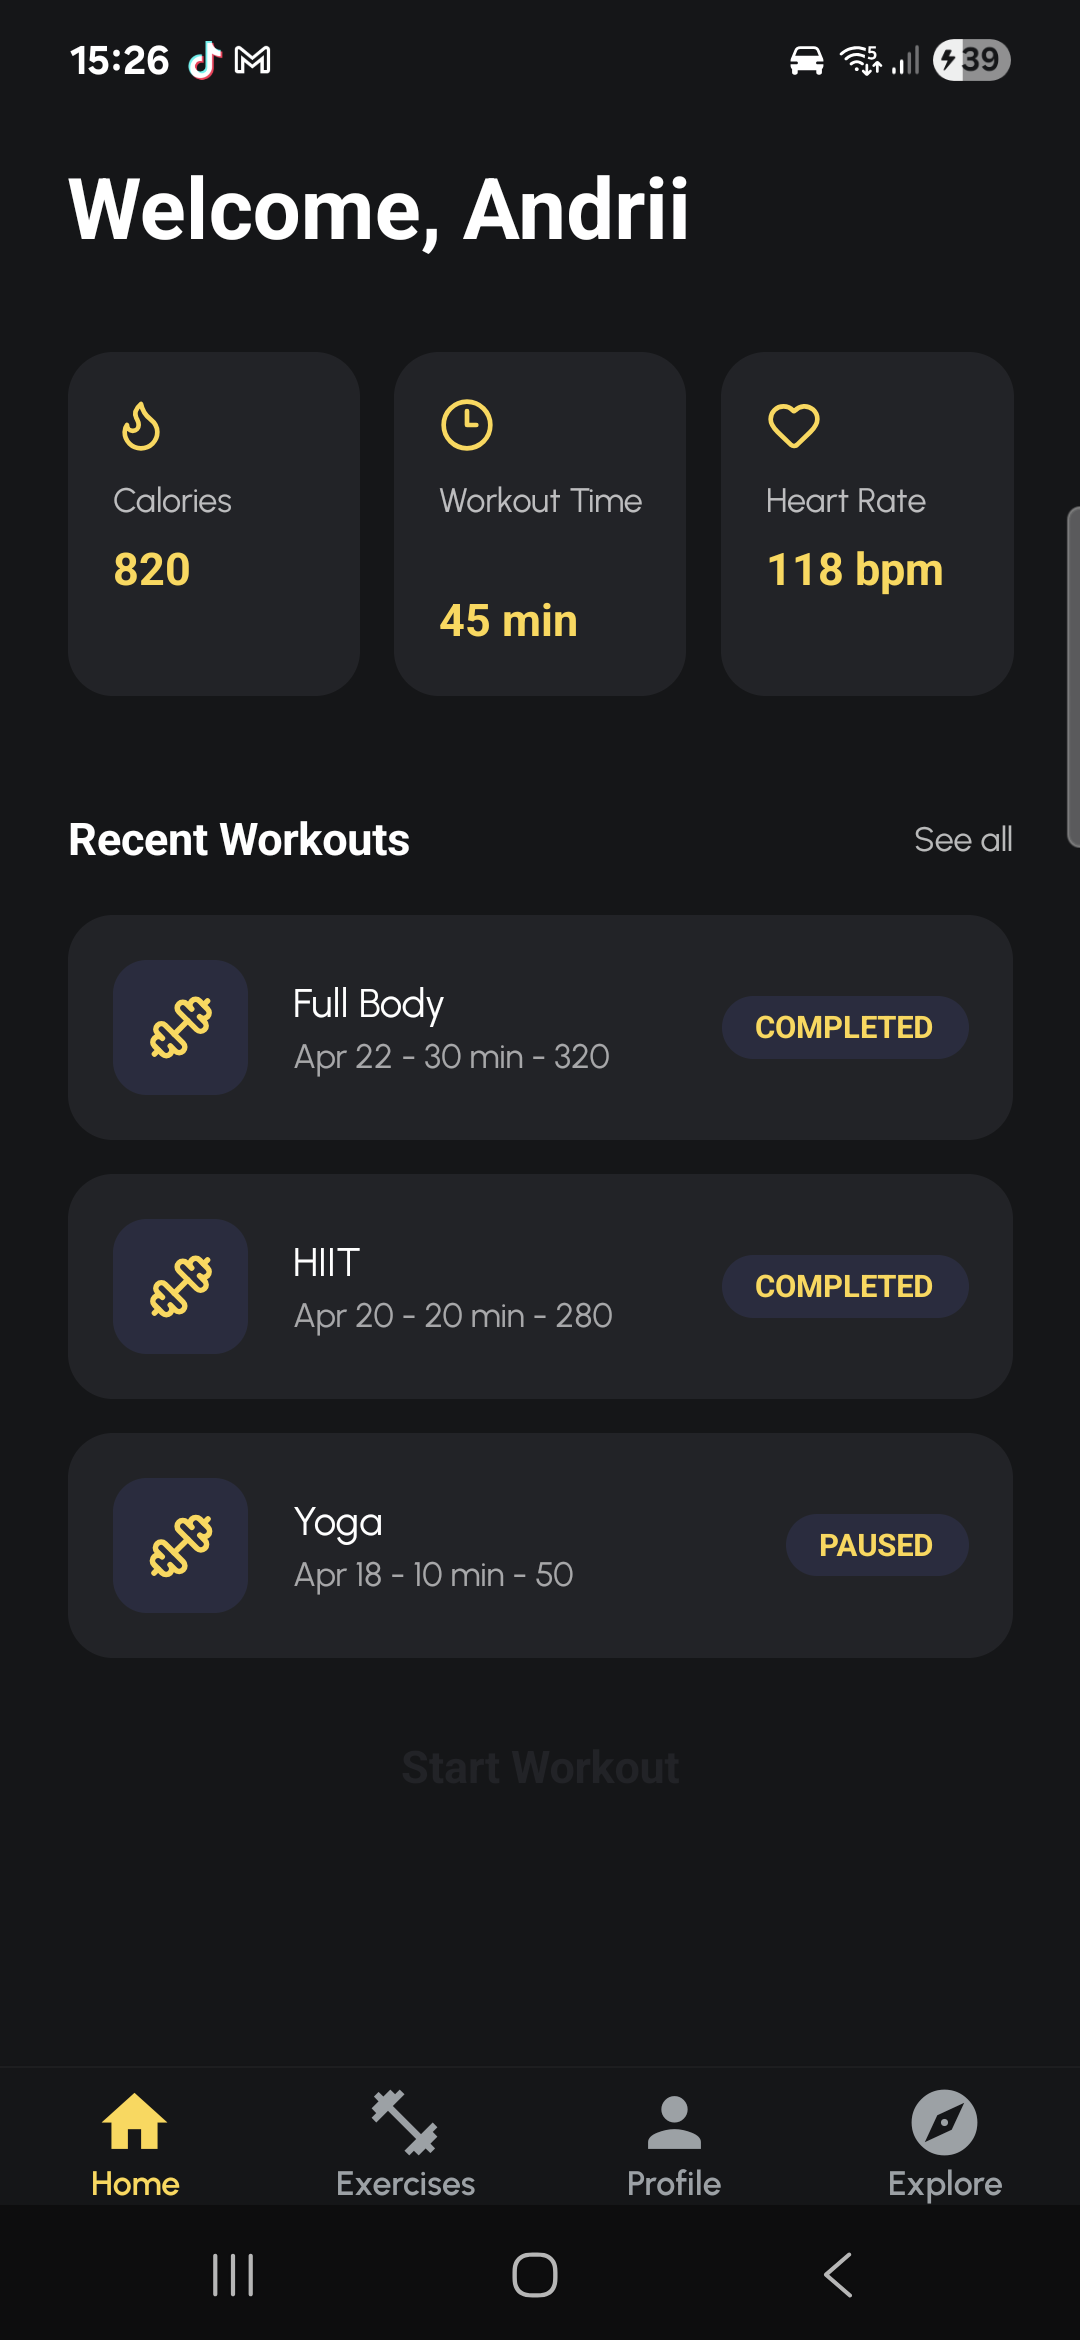 15:26
5
39
Welcome, Andrii
Calories
820
Workout Time
45 min
Heart Rate
118 bpm
Recent Workouts
See all
Full Body
Apr 22 - 30 min - 320
COMPLETED
HIIT
Apr 20 - 20 min - 280
COMPLETED
Yoga
Apr 18 - 10 min - 50
PAUSED
Start Workout
Home
Exercises
Profile
Explore